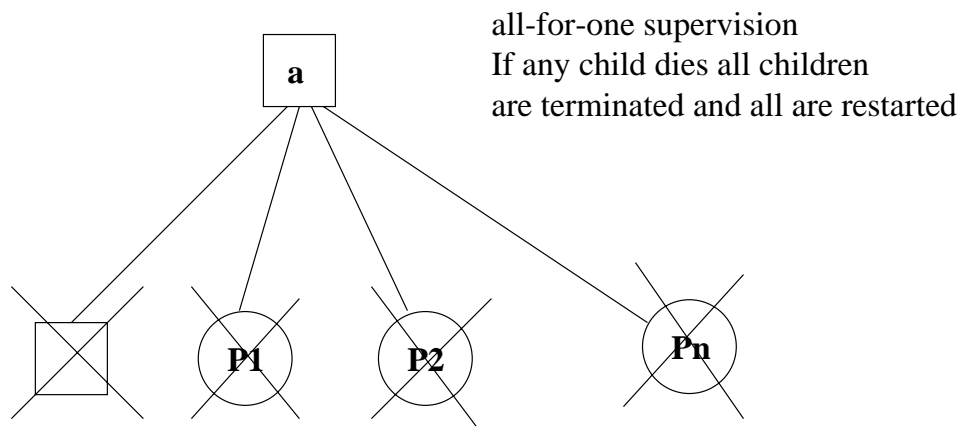 all-for-one supervision
If any child dies all children
are terminated and all are restarted
a
P1
P2
Pn